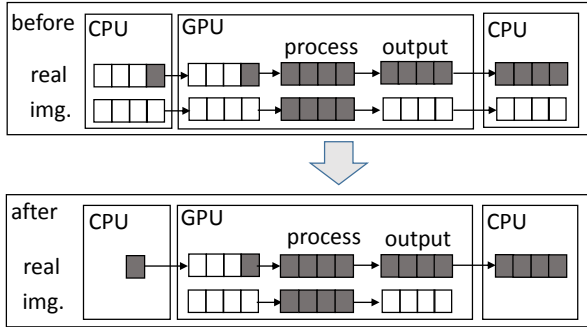 before
CPU
GPU
CPU
process
output
real
img.
after
CPU
GPU
CPU
process
output
real
img.